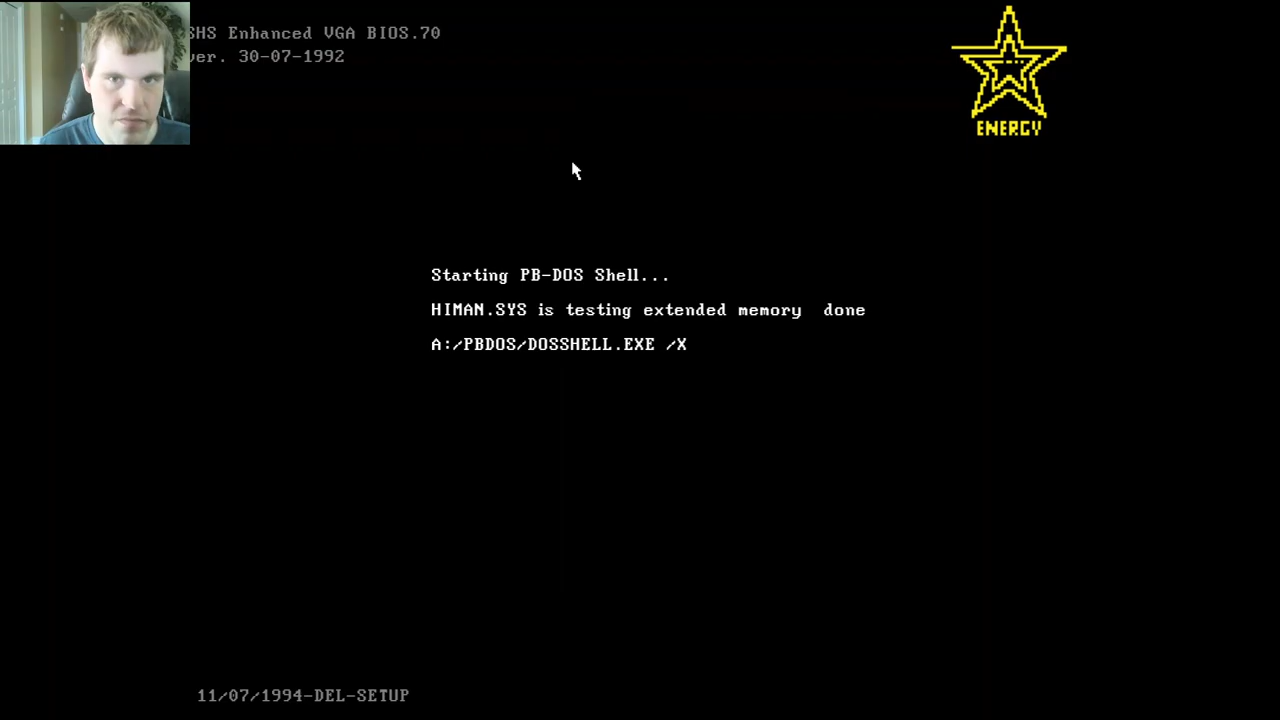 SHS Enhanced VGA BIOS.70
ver. 30-07-1992
ENERGY
Starting PB-DOS Shell...
HIMAN.SYS is testing extended memory  done
A:/PBDOS/DOSSHELL.EXE /X
11/07/1994-DEL-SETUP